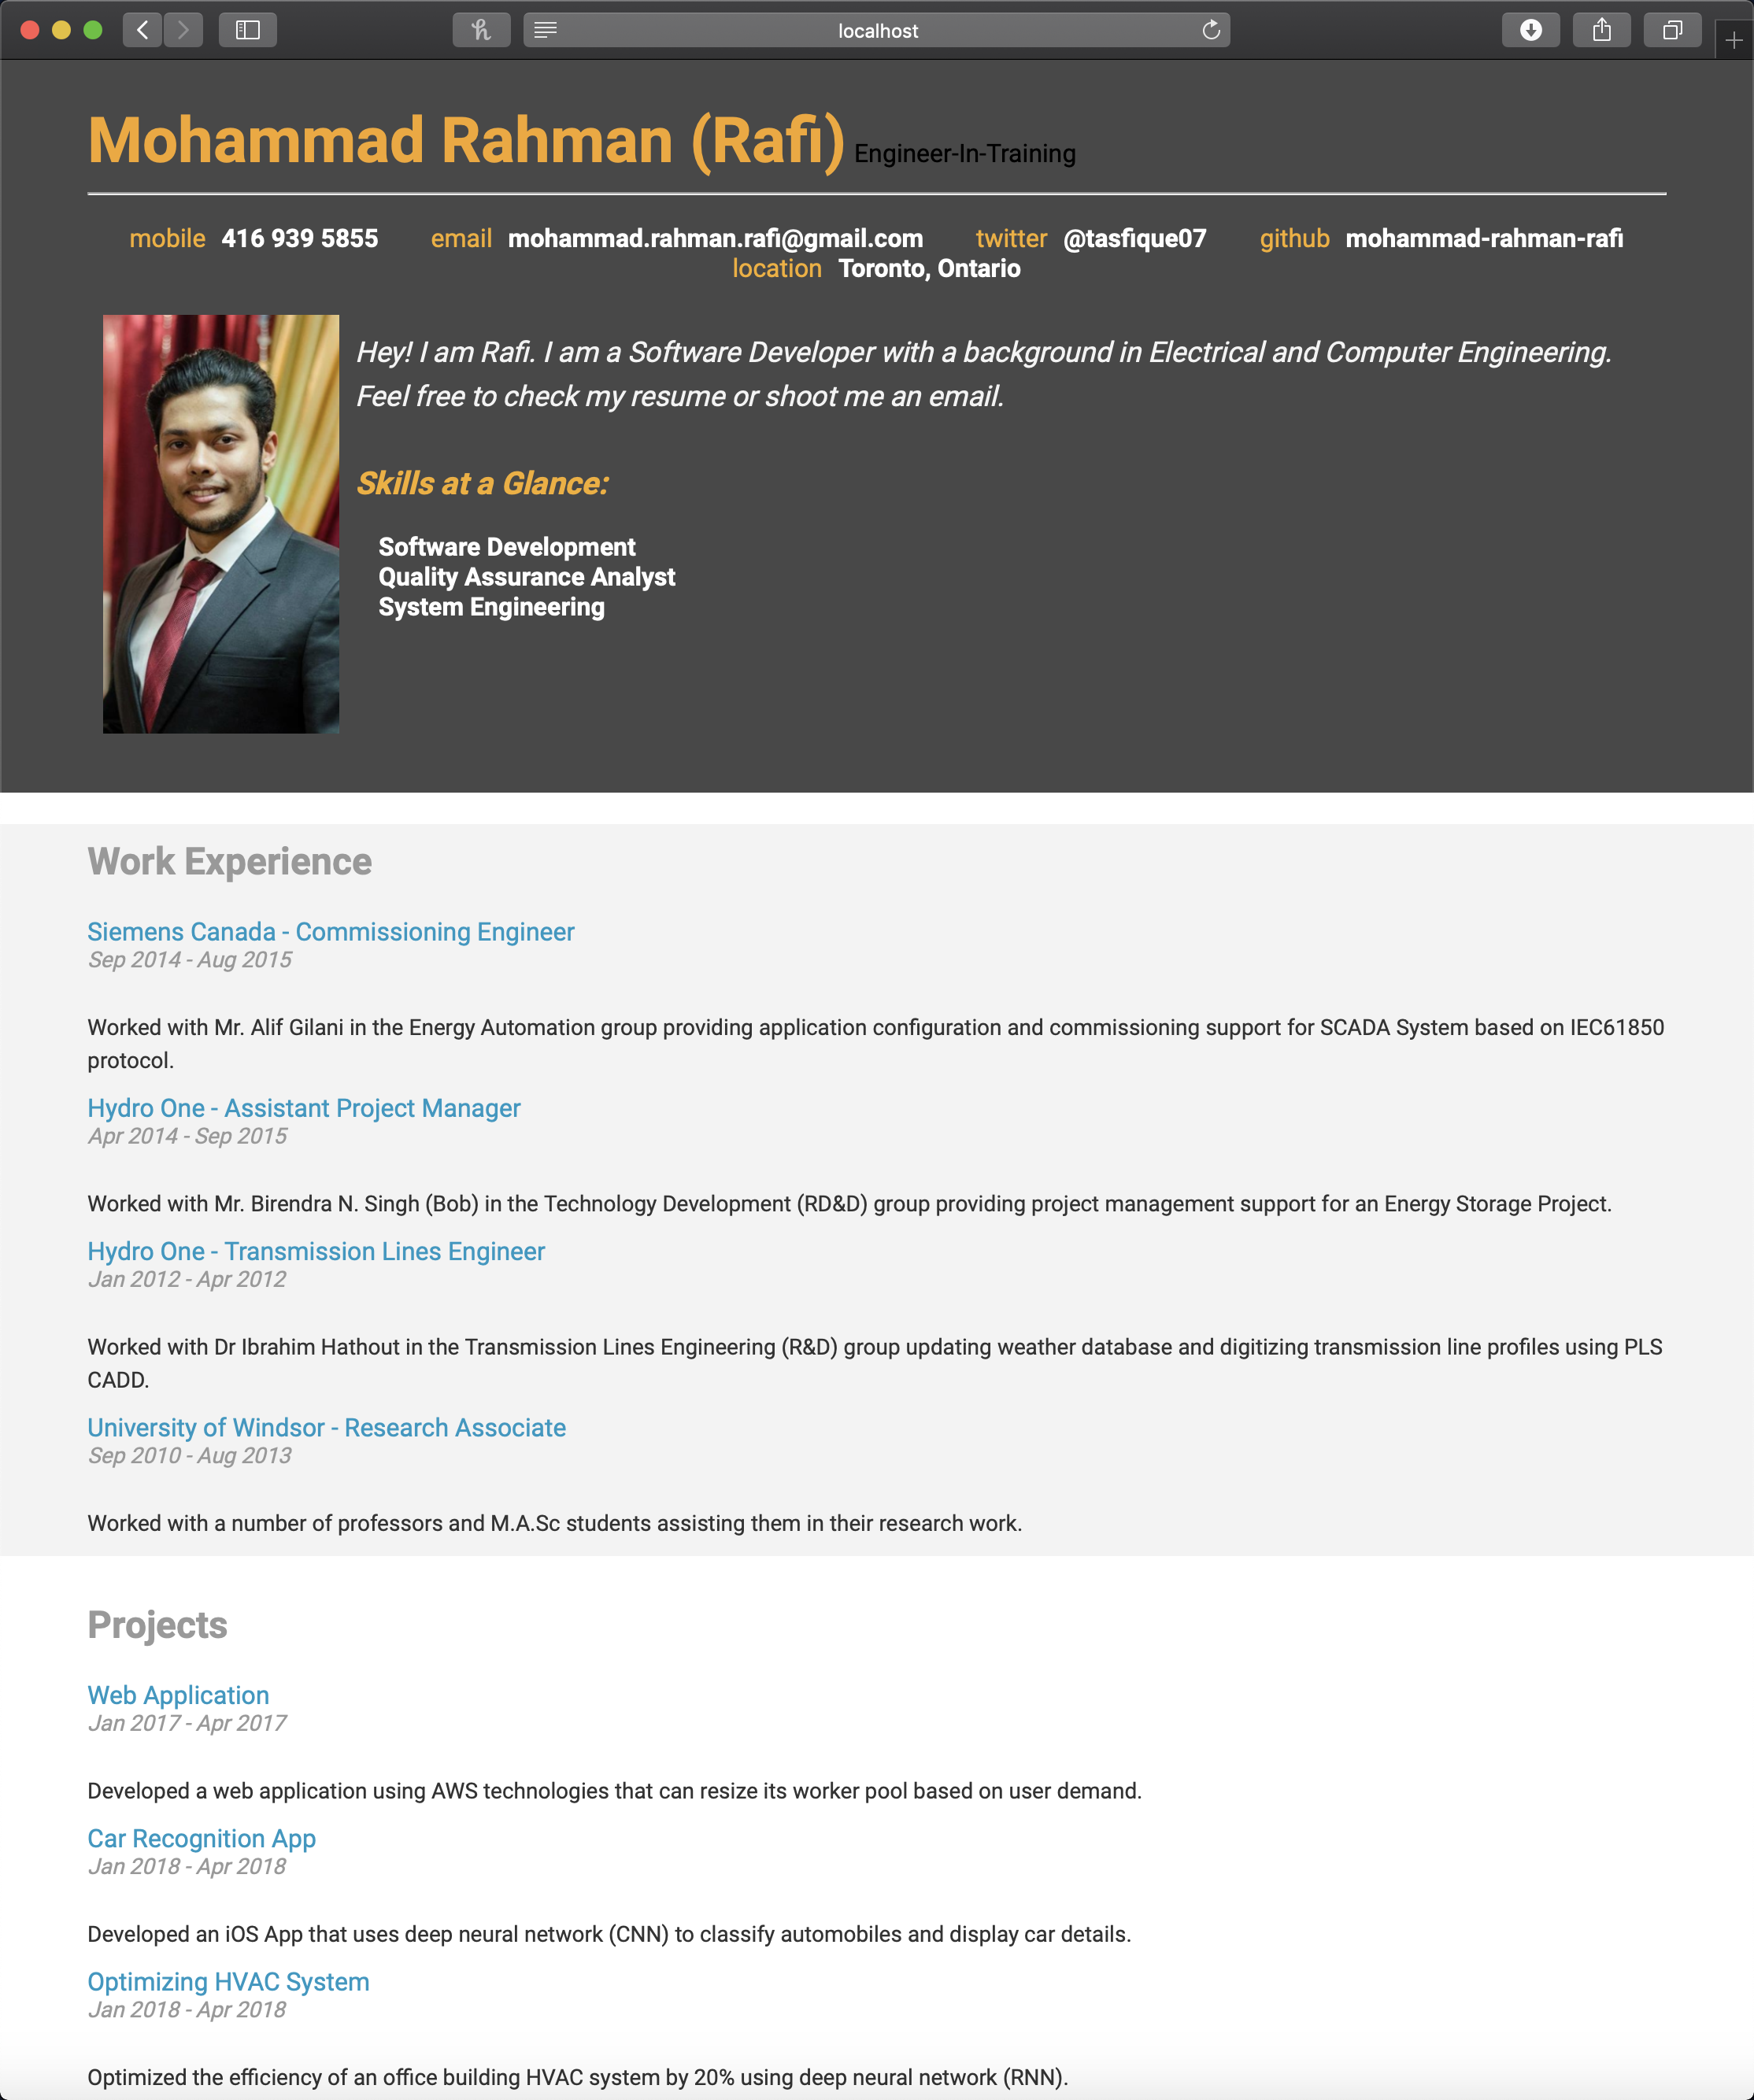 localhost
Mohammad Rahman (Rafi) Engineer-In-Training
mobile 416 939 5855 email mohammad.rahman.rafi@gmail.com twitter @tasfique07 github mohammad-rahman-rafi
location Toronto, Ontario
Hey! I am Rafi. I am a Software Developer with a background in Electrical and Computer Engineering.
Feel free to check my resume or shoot me an email.
Skills at a Glance:
Software Development
Quality Assurance Analyst
System Engineering
Work Experience
Siemens Canada - Commissioning Engineer
Sep 2014 - Aug 2015
Worked with Mr. Alif Gilani in the Energy Automation group providing application configuration and commissioning support for SCADA System based on IEC61850
protocol.
Hydro One - Assistant Project Manager
Apr 2014 - Sep 2015
Worked with Mr. Birendra N. Singh (Bob) in the Technology Development (RD&D) group providing project management support for an Energy Storage Project.
Hydro One - Transmission Lines Engineer
Jan 2012 - Apr 2012
Worked with Dr Ibrahim Hathout in the Transmission Lines Engineering (R&D) group updating weather database and digitizing transmission line profiles using PLS
CADD.
University of Windsor - Research Associate
Sep 2010 - Aug 2013
Worked with a number of professors and M.A.Sc students assisting them in their research work.
Projects
Web Application
Jan 2017 - Apr 2017
Developed a web application using AWS technologies that can resize its worker pool based on user demand.
Car Recognition App
Jan 2018 - Apr 2018
Developed an iOS App that uses deep neural network (CNN) to classify automobiles and display car details.
Optimizing HVAC System
Jan 2018 - Apr 2018
Optimized the efficiency of an office building HVAC system by 20% using deep neural network (RNN).